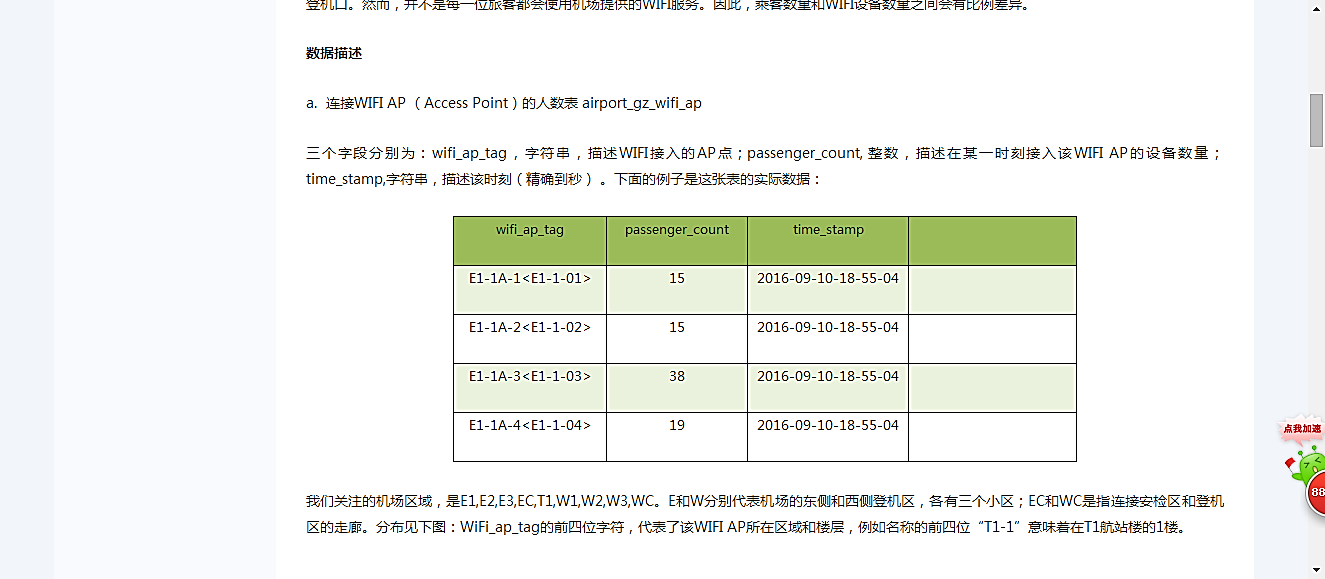 登机口。然而，并不是每一位旅客都会使用机场提供的WIFI服务。因此，乘客数量和WIFI设备数量之间会有比例差异。
数据描述
a. 连接WIFI AP （ Access Point ) 的人数表 airport_gz_wifi_ap
三个字段分别为：wifi_ap_tag，字符串，描述WIFI接入的AP点；passenger_count, 整数，描述在某一时刻接入该WIFI AP的设备数量；
time_stamp,字符串，描述该时刻（精确到秒）。下面的例子是这张表的实际数据：
wifi_ap_tag passenger_count time_stamp
E1-1A-1<E1-1-01> 15 2016-09-10-18-55-04
E1-1A-2<E1-1-02> 15 2016-09-10-18-55-04
E1-1A-3<E1-1-03> 38 2016-09-10-18-55-04
E1-1A-4<E1-1-04> 19 2016-09-10-18-55-04
点我加速
88
我们关注的机场区域，是E1,E2,E3,EC,T1,W1,W2,W3,WC。E和W分别代表机场的东侧和西侧登机区，各有三个小区；EC和WC是指连接安检区和登机
区的走廊。分布见下图：WiFi_ap_tag的前四位字符，代表了该WIFI AP所在区域和楼层，例如名称的前四位“T1-1”意味着在T1航站楼的1楼。